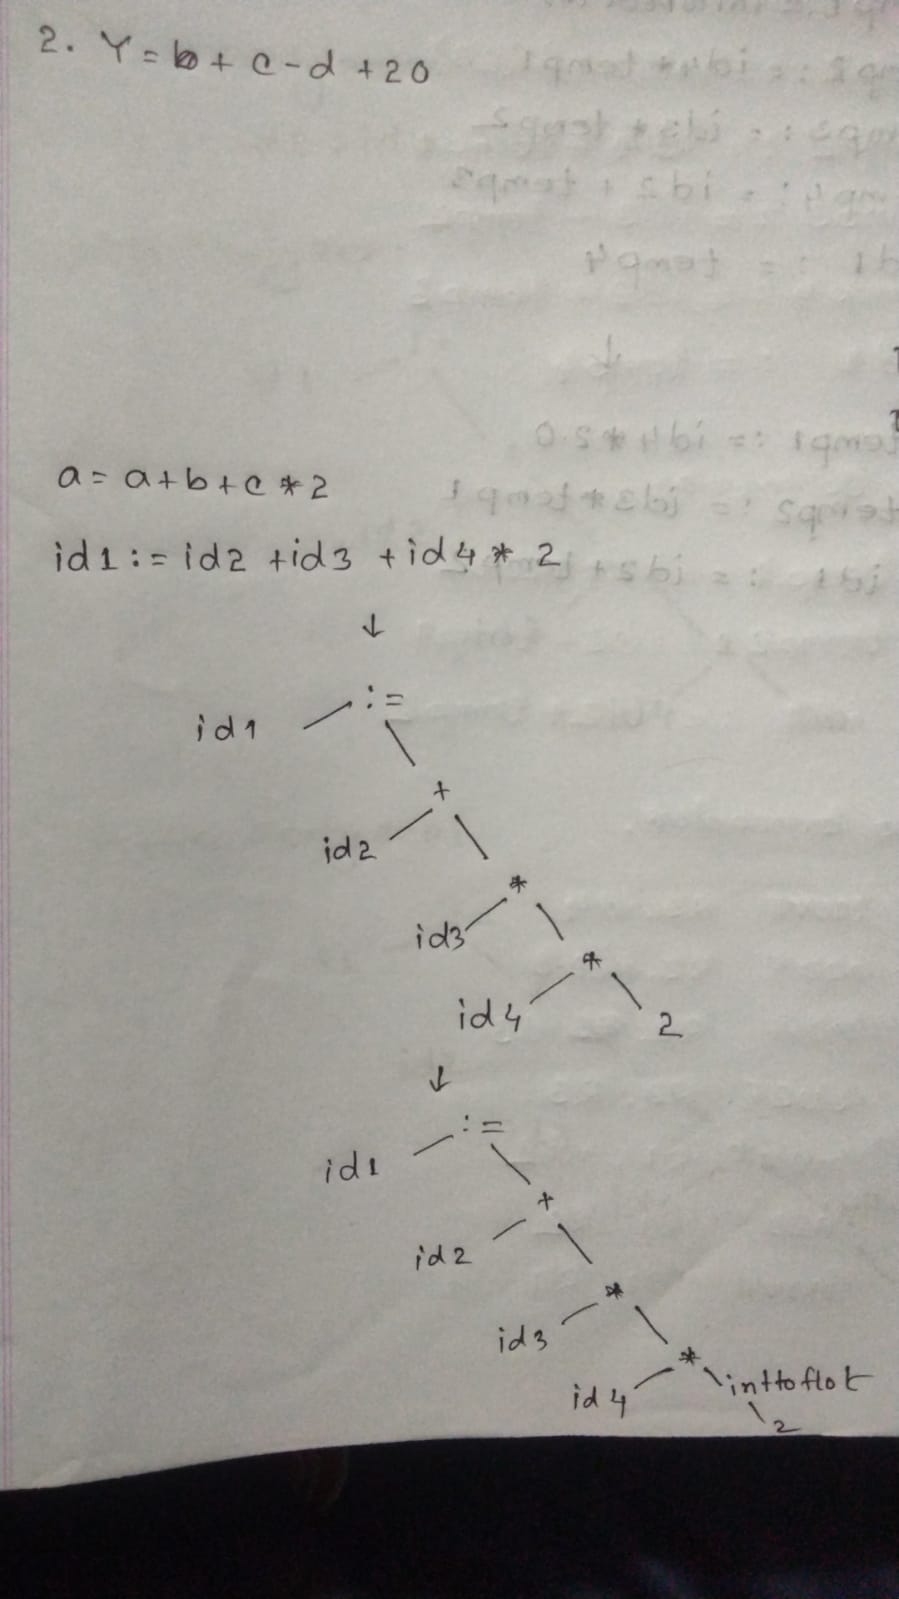 2. Y = b + c - d + 20
a = a + b + c * 2
id1 := id2 + id3 + id4 * 2
↓
:=
id1
+
id2
*
id3
*
id4 2
↓
:=
id1
+
id2
*
id3
*
id4 inttoflot
2